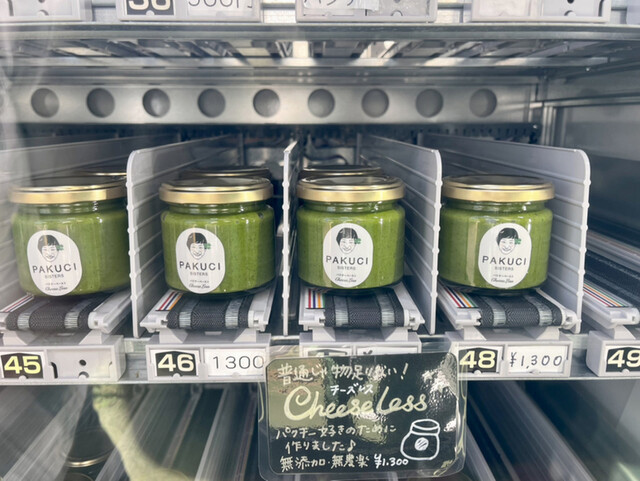 PAKUCI
SISTERS
PAKUCI
SISTERS
PAKUCI
SISTERS
PAKUCI
SISTERS
45
46
1300
48
¥1,300
49
普通じゃ物足りない!
チーズレス
CheeseLess
パクチー好きのために
作りました♪
無添加・無農薬 ¥1,300